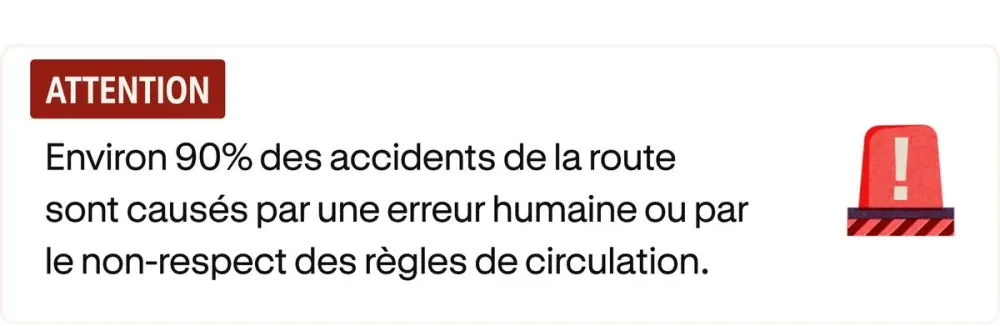 ATTENTION
Environ 90% des accidents de la route
sont causés par une erreur humaine ou par
le non-respect des règles de circulation.
!